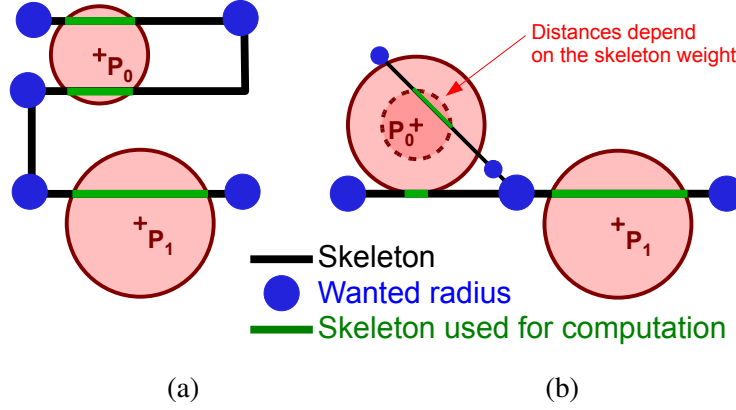 Distances depend
on the skeleton weight
+P0
P0+
+P1
+P1
Skeleton
Wanted radius
Skeleton used for computation
(a)
(b)